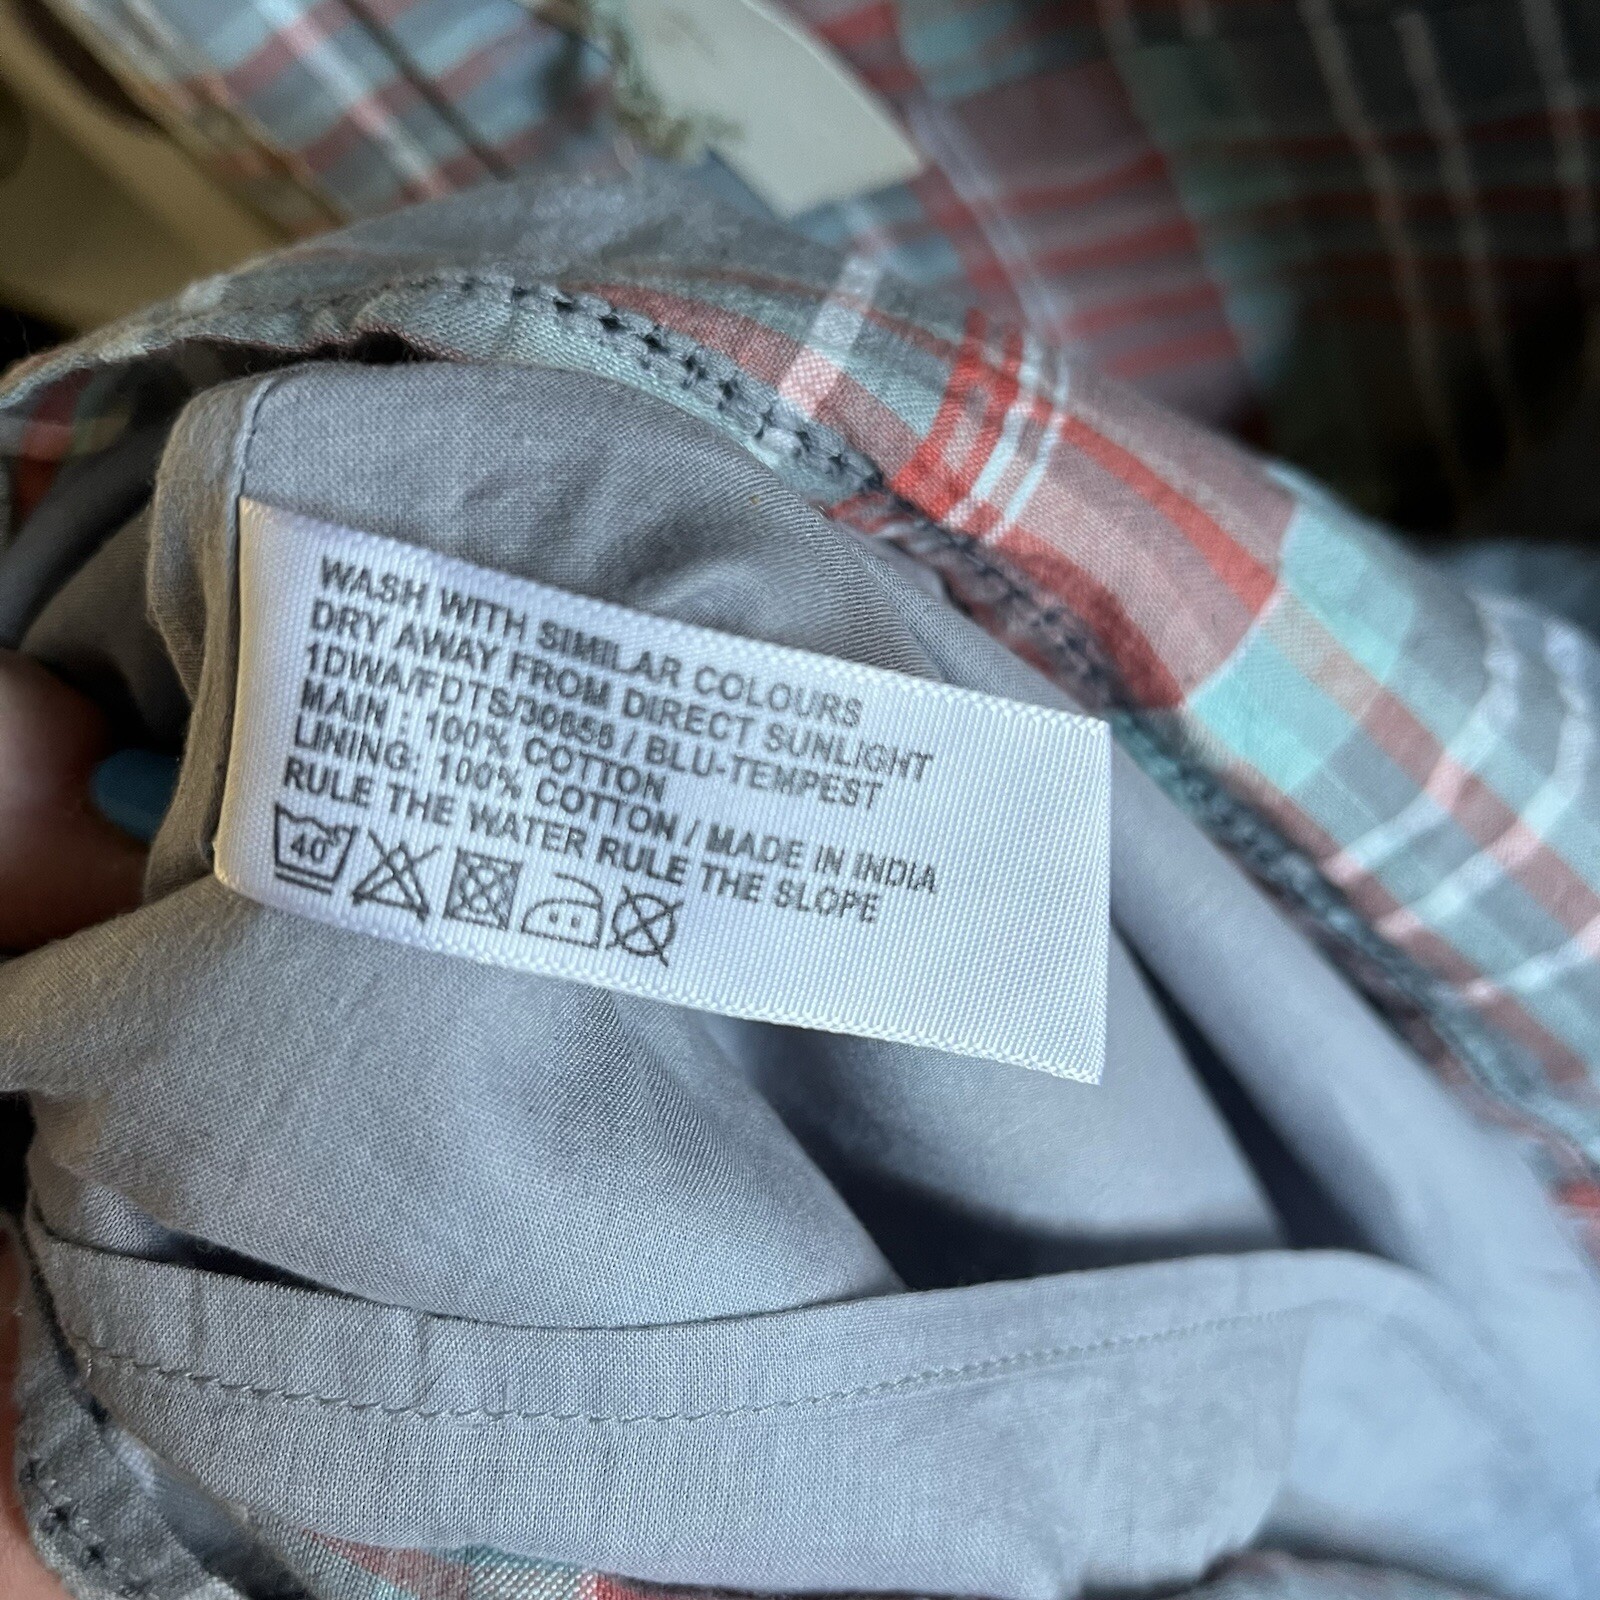 WASH WITH SIMILAR COLOURS
DRY AWAY FROM DIRECT SUNLIGHT
1DWA/FDTS/30658 / BLU-TEMPEST
MAIN : 100% COTTON
LINING: 100% COTTON / MADE IN INDIA
RULE THE WATER RULE THE SLOPE
40°